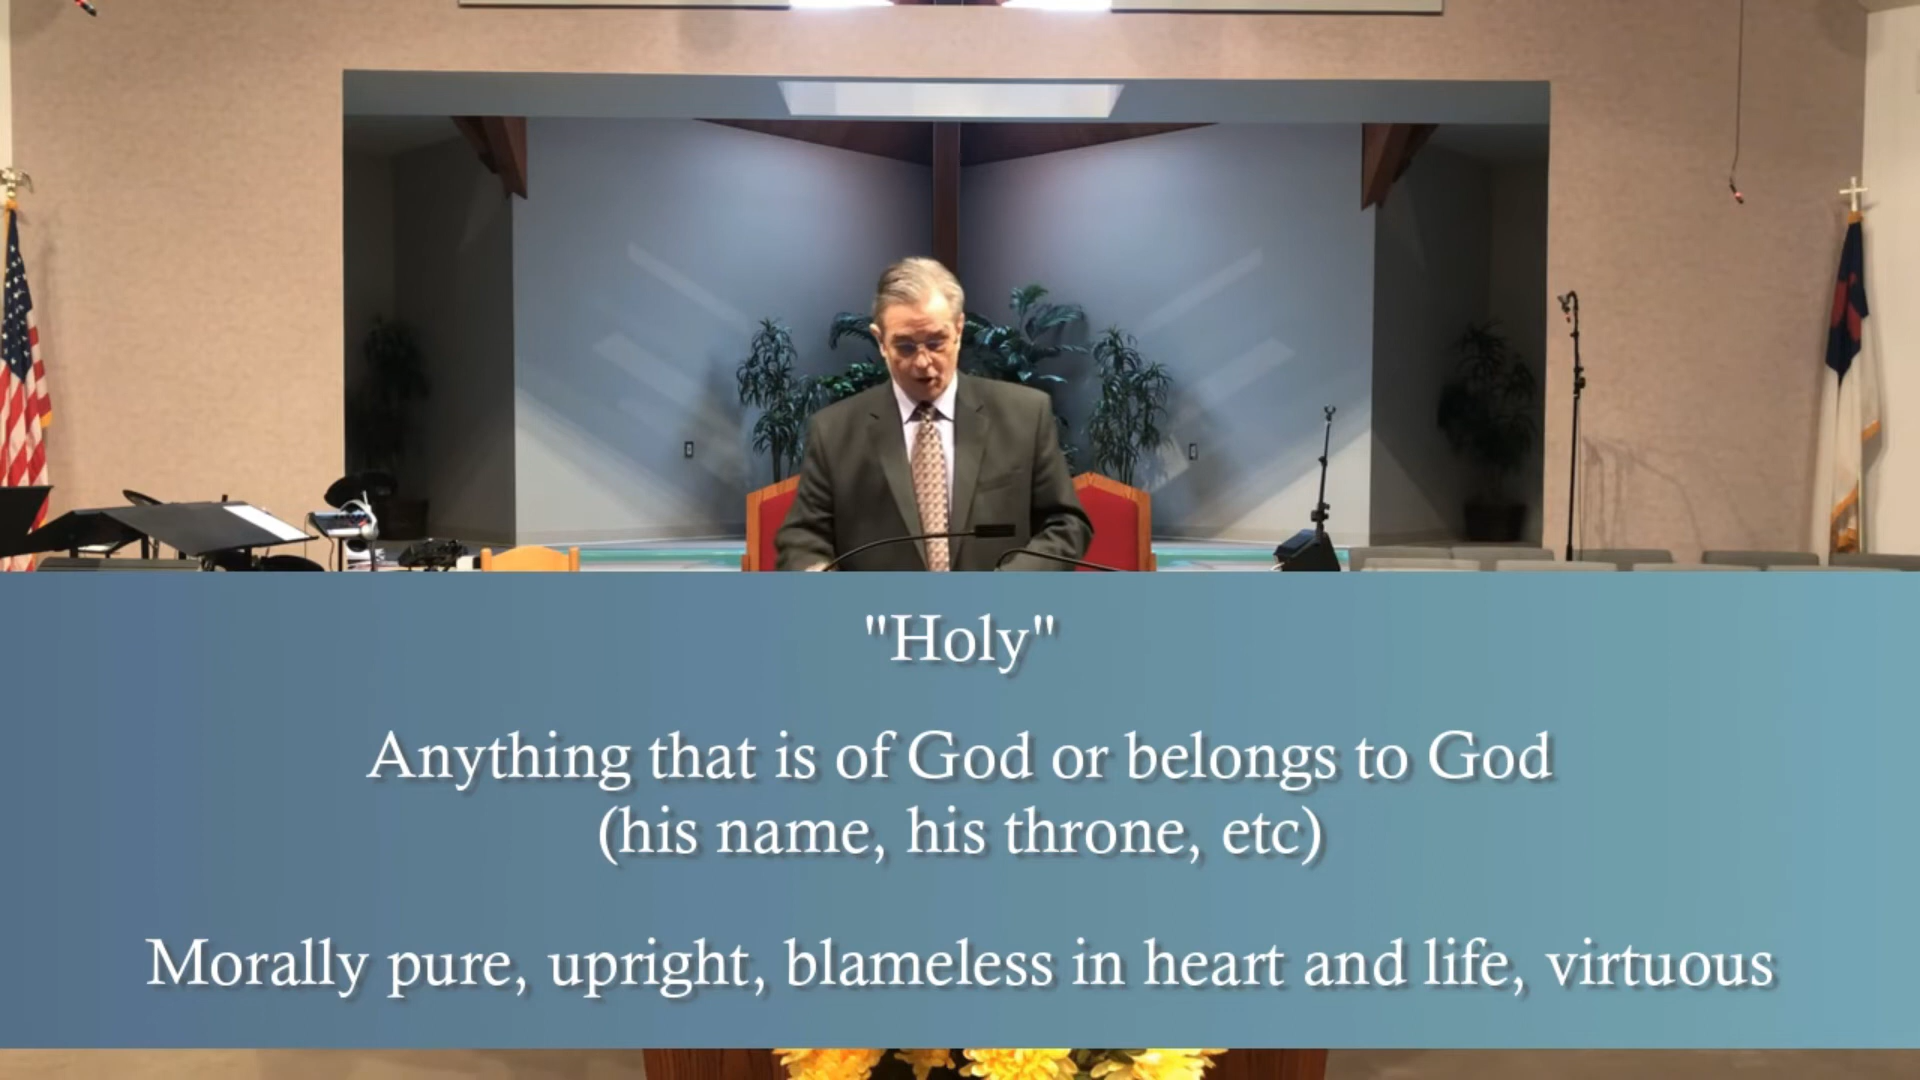 "Holy"
Anything that is of God or belongs to God
(his name, his throne, etc)
Morally pure, upright, blameless in heart and life, virtuous